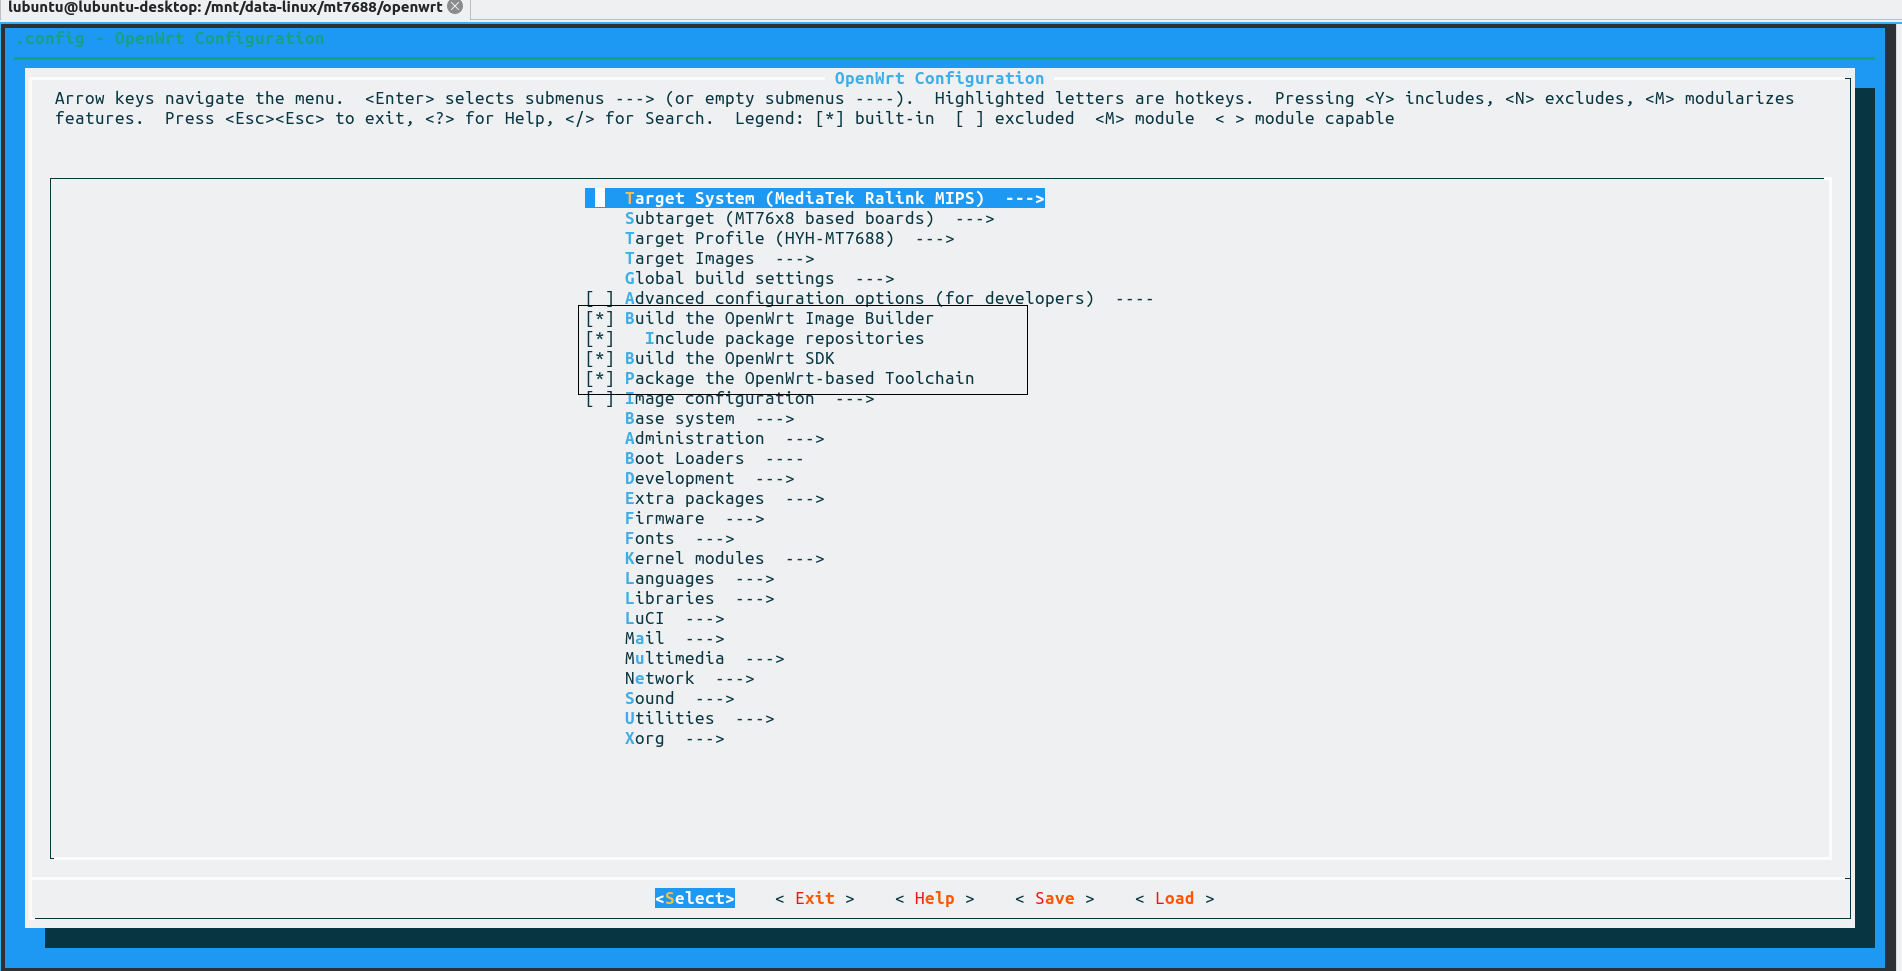 lubuntu@lubuntu-desktop: /mnt/data-linux/mt7688/openwrt
.config - OpenWrt Configuration
OpenWrt Configuration
Arrow keys navigate the menu.  <Enter> selects submenus ---> (or empty submenus ----).  Highlighted letters are hotkeys.  Pressing <Y> includes, <N> excludes, <M> modularizes
features.  Press <Esc><Esc> to exit, <?> for Help, </> for Search.  Legend: [*] built-in  [ ] excluded  <M> module  < > module capable
Target System (MediaTek Ralink MIPS)  --->
Subtarget (MT76x8 based boards)  --->
Target Profile (HYH-MT7688)  --->
Target Images  --->
Global build settings  --->
[ ] Advanced configuration options (for developers)  ----
[*] Build the OpenWrt Image Builder
[*]   Include package repositories
[*] Build the OpenWrt SDK
[*] Package the OpenWrt-based Toolchain
[ ] Image configuration  --->
Base system  --->
Administration  --->
Boot Loaders  ----
Development  --->
Extra packages  --->
Firmware  --->
Fonts  --->
Kernel modules  --->
Languages  --->
Libraries  --->
LuCI  --->
Mail  --->
Multimedia  --->
Network  --->
Sound  --->
Utilities  --->
Xorg  --->
<Select>    < Exit >    < Help >    < Save >    < Load >